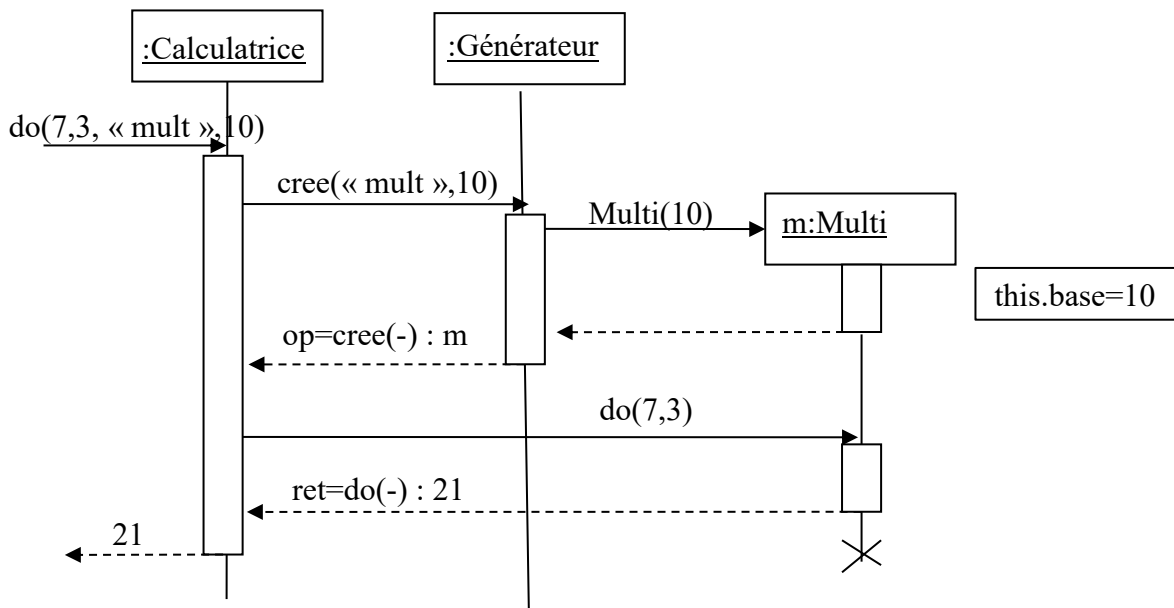 :Calculatrice
:Générateur
do(7,3, « mult »,10)
cree(« mult »,10)
Multi(10)
m:Multi
this.base=10
op=cree(-) : m
do(7,3)
ret=do(-) : 21
21